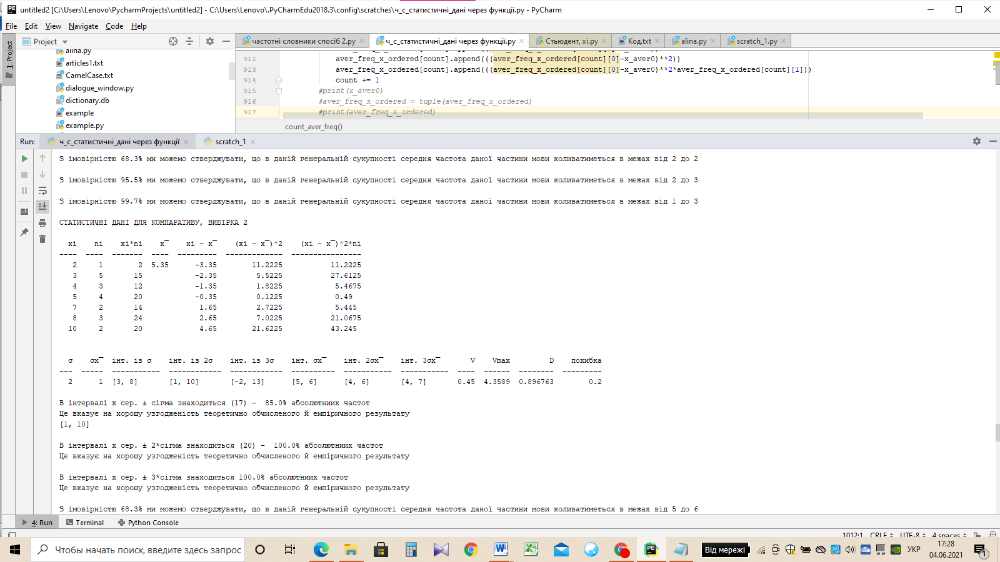 untitled2 [C:\Users\Lenovo\PycharmProjects\untitled2] - C:\Users\Lenovo\.PyCharmEdu2018.3\config\scratches\ч_с_статистичні_дані через функції.py - PyCharm
File Edit View Navigate Code Help
1: Project
Project
частотні словники спосіб 2.py ч_с_статистичні_дані через функції.py Стьюдент, хі.py Код.txt alina.py scratch_1.py
alina.py
articles1.txt
CamelCase.txt
dialogue_window.py
dictionary.db
example
example.py
912 aver_freq_x_ordered[count].append(((aver_freq_x_ordered[count][0]-x_aver0)**2))
913 aver_freq_x_ordered[count].append(((aver_freq_x_ordered[count][0]-x_aver0)**2*aver_freq_x_ordered[count][1]))
914 count += 1
915 #print(x_aver0)
916 #aver_freq_x_ordered = tuple(aver_freq_x_ordered)
917 #print(aver_freq_x_ordered)
count_aver_freq()
Run: ч_с_статистичні_дані через функції scratch_1
З імовірністю 68.3% ми можемо стверджувати, що в даній генеральній сукупності середня частота даної частини мови коливатиметься в межах від 2 до 2
З імовірністю 95.5% ми можемо стверджувати, що в даній генеральній сукупності середня частота даної частини мови коливатиметься в межах від 2 до 3
З імовірністю 99.7% ми можемо стверджувати, що в даній генеральній сукупності середня частота даної частини мови коливатиметься в межах від 1 до 3
СТАТИСТИЧНІ ДАНІ ДЛЯ КОМПАРАТИВУ, ВИБІРКА 2
xi ni xi*ni x¯ xi - x¯ (xi - x¯)^2 (xi - x¯)^2*ni
---- ---- ------- ---- --------- ------------- ----------------
2 1 2 5.35 -3.35 11.2225 11.2225
3 5 15 -2.35 5.5225 27.6125
4 3 12 -1.35 1.8225 5.4675
5 4 20 -0.35 0.1225 0.49
7 2 14 1.65 2.7225 5.445
8 3 24 2.65 7.0225 21.0675
10 2 20 4.65 21.6225 43.245
σ σx¯ інт. із σ інт. із 2σ інт. із 3σ інт. σx¯ інт. 2σx¯ інт. 3σx¯ V Vmax D похибка
--- ----- ----------- ------------ ------------ ---------- ----------- ----------- ---- ------ -------- ---------
2 1 [3, 8] [1, 10] [-2, 13] [5, 6] [4, 6] [4, 7] 0.45 4.3589 0.896763 0.2
В інтервалі х сер. ± сігма знаходиться (17) - 85.0% абсолютниих частот
Це вказує на хорошу узгодженість теоретично обчисленого й емпіричного результату
[1, 10]
В інтервалі х сер. ± 2*сігма знаходиться (20) - 100.0% абсолютниих частот
Це вказує на хорошу узгодженість теоретично обчисленого й емпіричного результату
В інтервалі х сер. ± 3*сігма знаходиться 100.0% абсолютниих частот
Це вказує на хорошу узгодженість теоретично обчисленого й емпіричного результату
З імовірністю 68.3% ми можемо стверджувати, що в даній генеральній сукупності середня частота даної частини мови коливатиметься в межах від 5 до 6
4: Run Terminal Python Console
1012:1 CRLF UTF-8 4 spaces
Чтобы начать поиск, введите здесь запрос
Від мережі
УКР
17:28
04.06.2021
1